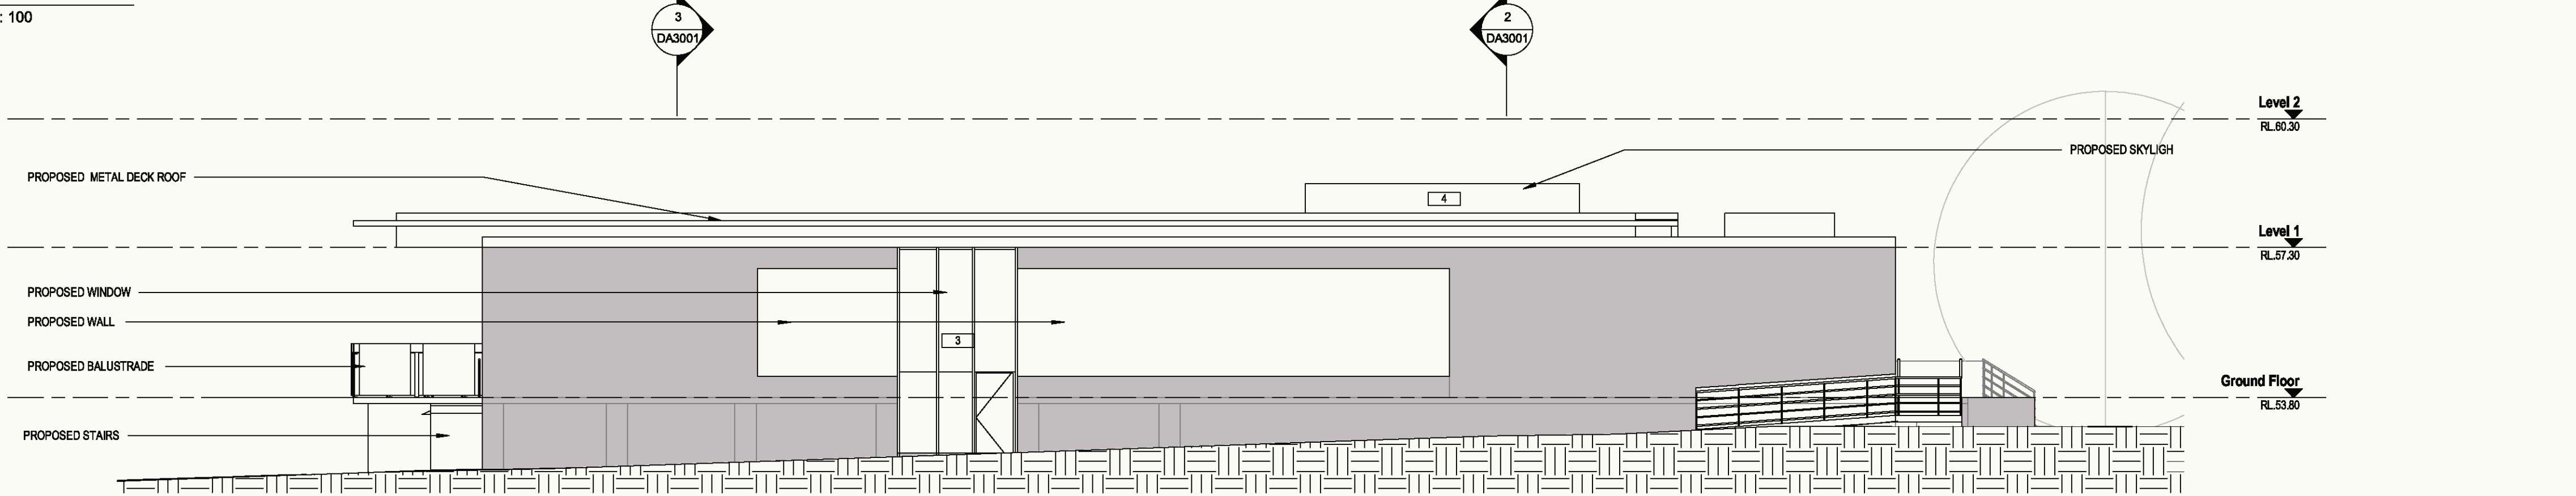 : 100
3
DA3001
2
DA3001
Level 2
RL.60.30
PROPOSED SKYLIGH
PROPOSED METAL DECK ROOF
4
Level 1
RL.57.30
PROPOSED WINDOW
PROPOSED WALL
3
PROPOSED BALUSTRADE
Ground Floor
RL.53.80
PROPOSED STAIRS